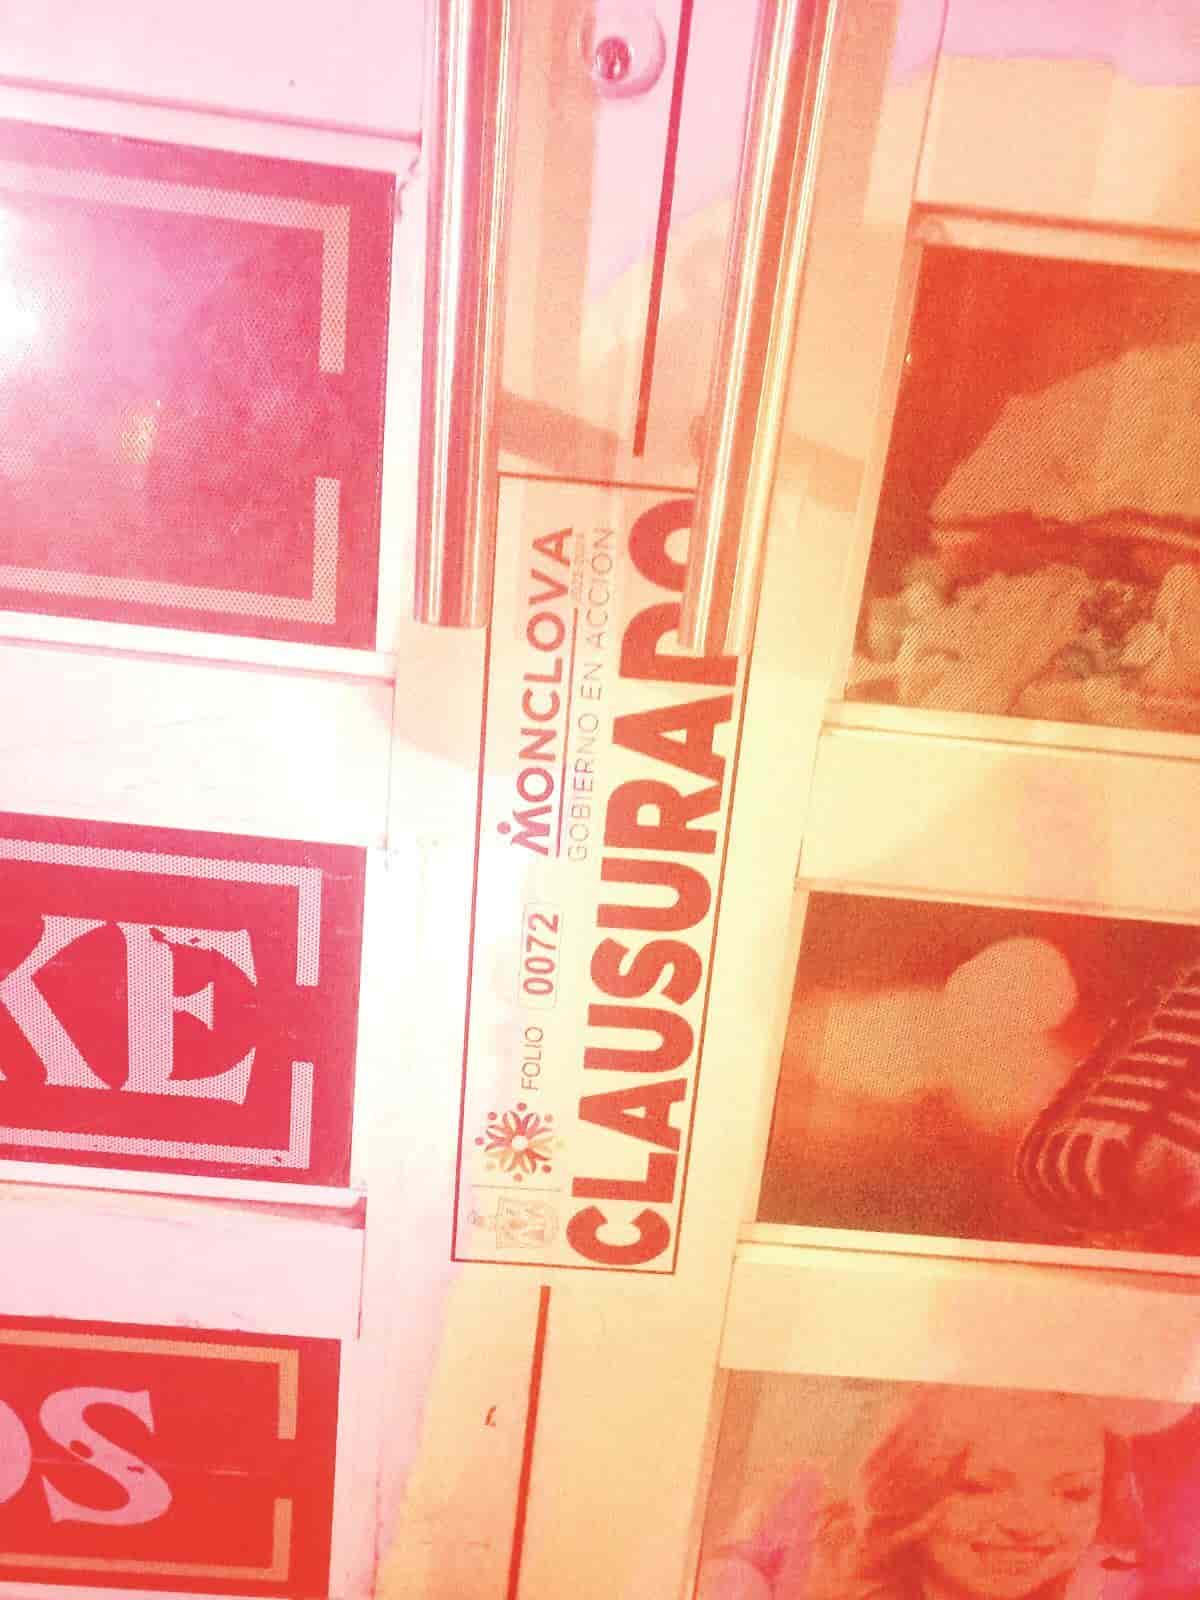 MONCLOVA
GOBIERNO EN ACCIÓN
FOLIO 0072
CLAUSURADO
KE
OS